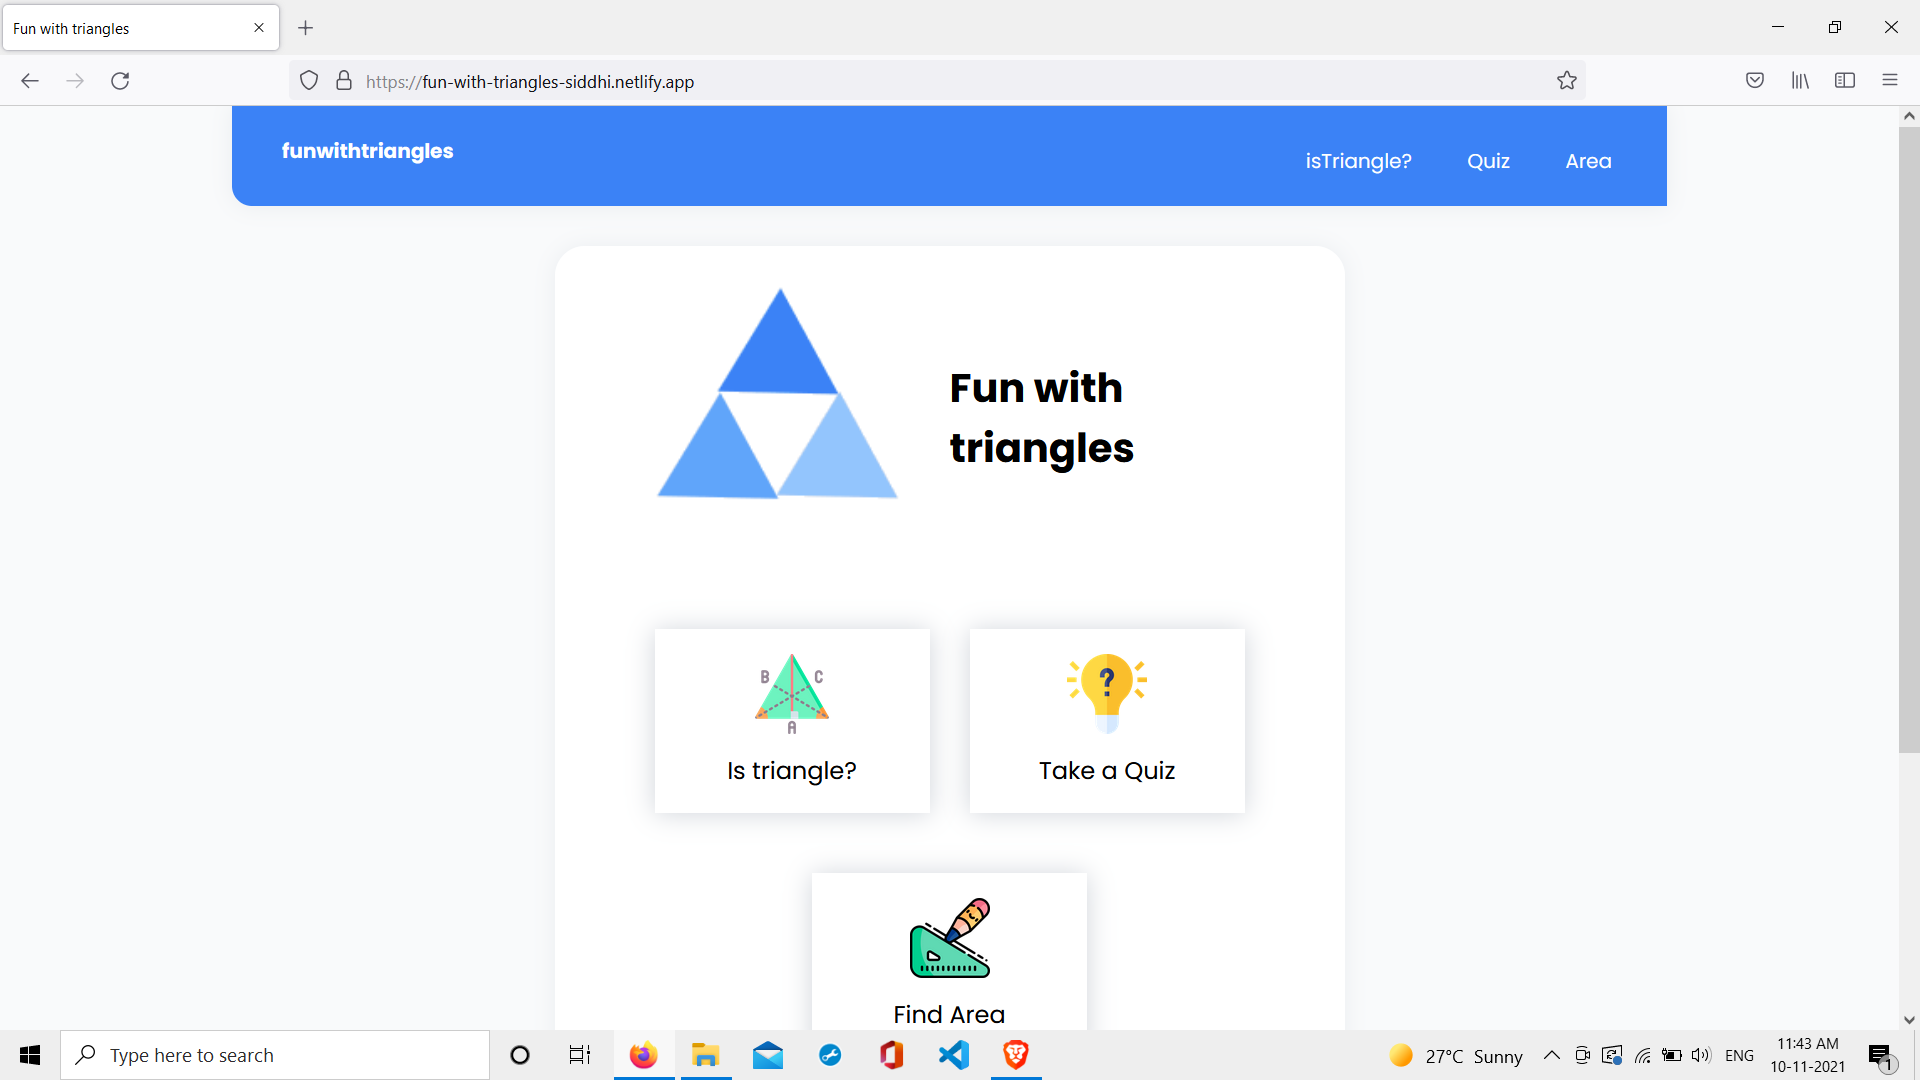 Fun with triangles
https://fun-with-triangles-siddhi.netlify.app
funwithtriangles
isTriangle? Quiz Area
Fun with
triangles
B C
A
?
Is triangle?
Take a Quiz
Find Area
Type here to search
27°C Sunny
ENG
11:43 AM
10-11-2021
1